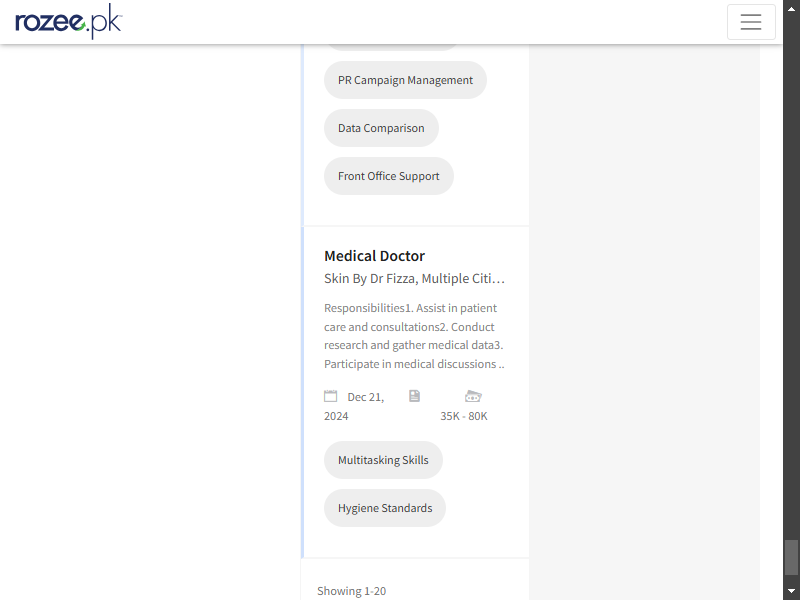 rozee.pk
PR Campaign Management
Data Comparison
Front Office Support
Medical Doctor
Skin By Dr Fizza, Multiple Citi...
Responsibilities1. Assist in patient
care and consultations2. Conduct
research and gather medical data3.
Participate in medical discussions ..
Dec 21,
2024
35K - 80K
Multitasking Skills
Hygiene Standards
Showing 1-20